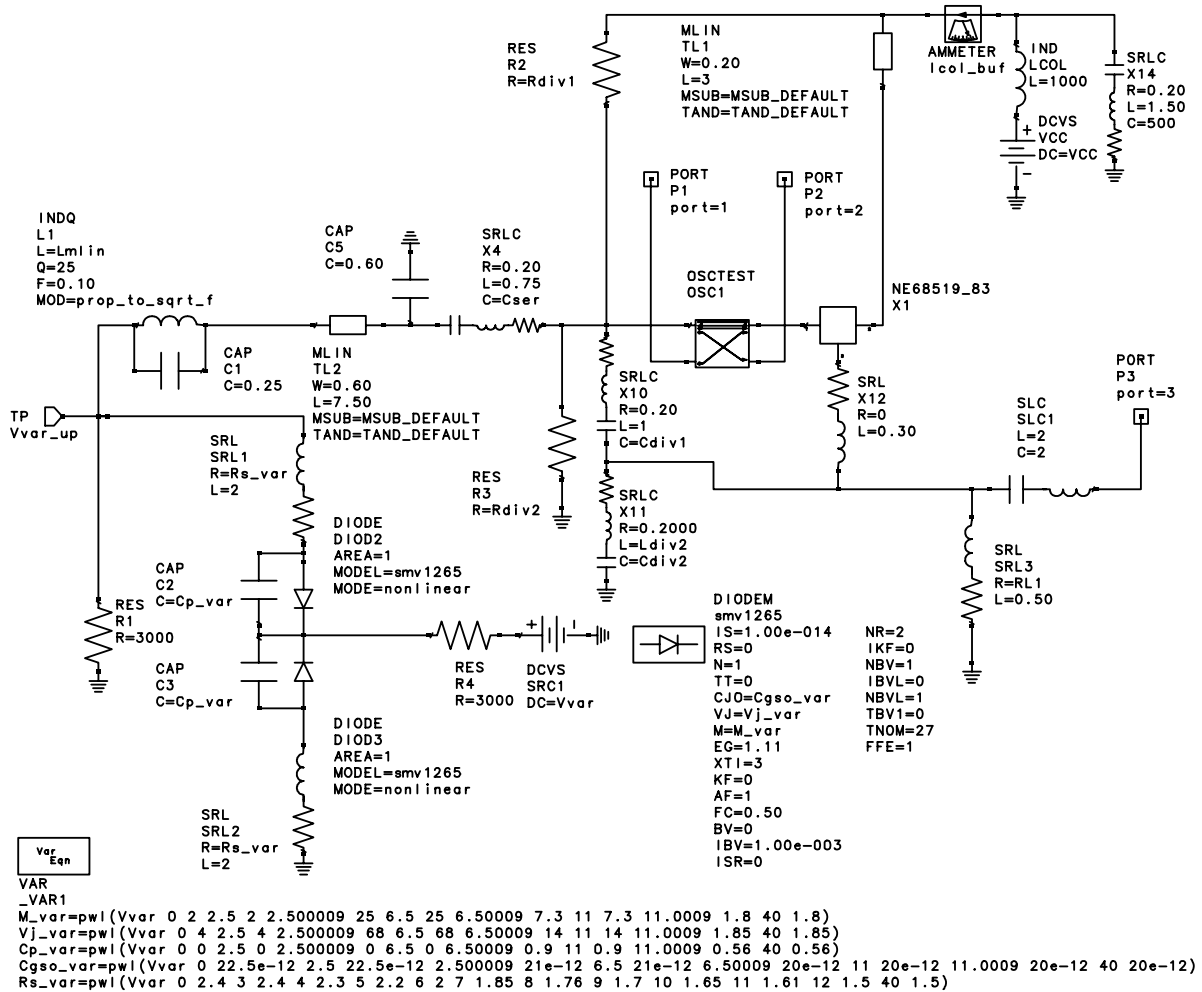 RES
R2
R=Rdiv1
MLIN
TL1
W=0.20
L=3
MSUB=MSUB_DEFAULT
TAND=TAND_DEFAULT
AMMETER
Icol_buf
IND
LCOL
L=1000
SRLC
X14
R=0.20
L=1.50
C=500
+
DCVS
VCC
DC=VCC
-
PORT
P1
port=1
PORT
P2
port=2
INDQ
L1
L=Lmlin
Q=25
F=0.10
MOD=prop_to_sqrt_f
CAP
C5
C=0.60
SRLC
X4
R=0.20
L=0.75
C=Cser
OSCTEST
OSC1
NE68519_83
X1
CAP
C1
C=0.25
MLIN
TL2
W=0.60
L=7.50
MSUB=MSUB_DEFAULT
TAND=TAND_DEFAULT
SRLC
X10
R=0.20
L=1
C=Cdiv1
SRL
X12
R=0
L=0.30
PORT
P3
port=3
TP
Vvar_up
SLC
SLC1
L=2
C=2
SRL
SRL1
R=Rs_var
L=2
RES
R3
R=Rdiv2
SRLC
X11
R=0.2000
L=Ldiv2
C=Cdiv2
DIODE
DIOD2
AREA=1
MODEL=smv1265
MODE=nonlinear
SRL
SRL3
R=RL1
L=0.50
CAP
C2
C=Cp_var
RES
R1
R=3000
CAP
C3
C=Cp_var
RES
R4
R=3000
+
-
DCVS
SRC1
DC=Vvar
DIODE
DIOD3
AREA=1
MODEL=smv1265
MODE=nonlinear
DIODEM
smv1265
IS=1.00e-014
RS=0
N=1
TT=0
CJO=Cgso_var
VJ=Vj_var
M=M_var
EG=1.11
XTI=3
KF=0
AF=1
FC=0.50
BV=0
IBV=1.00e-003
ISR=0
NR=2
IKF=0
NBV=1
IBVL=0
NBVL=1
TBV1=0
TNOM=27
FFE=1
SRL
SRL2
R=Rs_var
L=2
Var
Eqn
VAR
_VAR1
M_var=pwl(Vvar 0 2 2.5 2 2.500009 25 6.5 25 6.50009 7.3 11 7.3 11.0009 1.8 40 1.8)
Vj_var=pwl(Vvar 0 4 2.5 4 2.500009 68 6.5 68 6.50009 14 11 14 11.0009 1.85 40 1.85)
Cp_var=pwl(Vvar 0 0 2.5 0 2.500009 0 6.5 0 6.50009 0.9 11 0.9 11.0009 0.56 40 0.56)
Cgso_var=pwl(Vvar 0 22.5e-12 2.5 22.5e-12 2.500009 21e-12 6.5 21e-12 6.50009 20e-12 11 20e-12 11.0009 20e-12 40 20e-12)
Rs_var=pwl(Vvar 0 2.4 3 2.4 4 2.3 5 2.2 6 2 7 1.85 8 1.76 9 1.7 10 1.65 11 1.61 12 1.5 40 1.5)